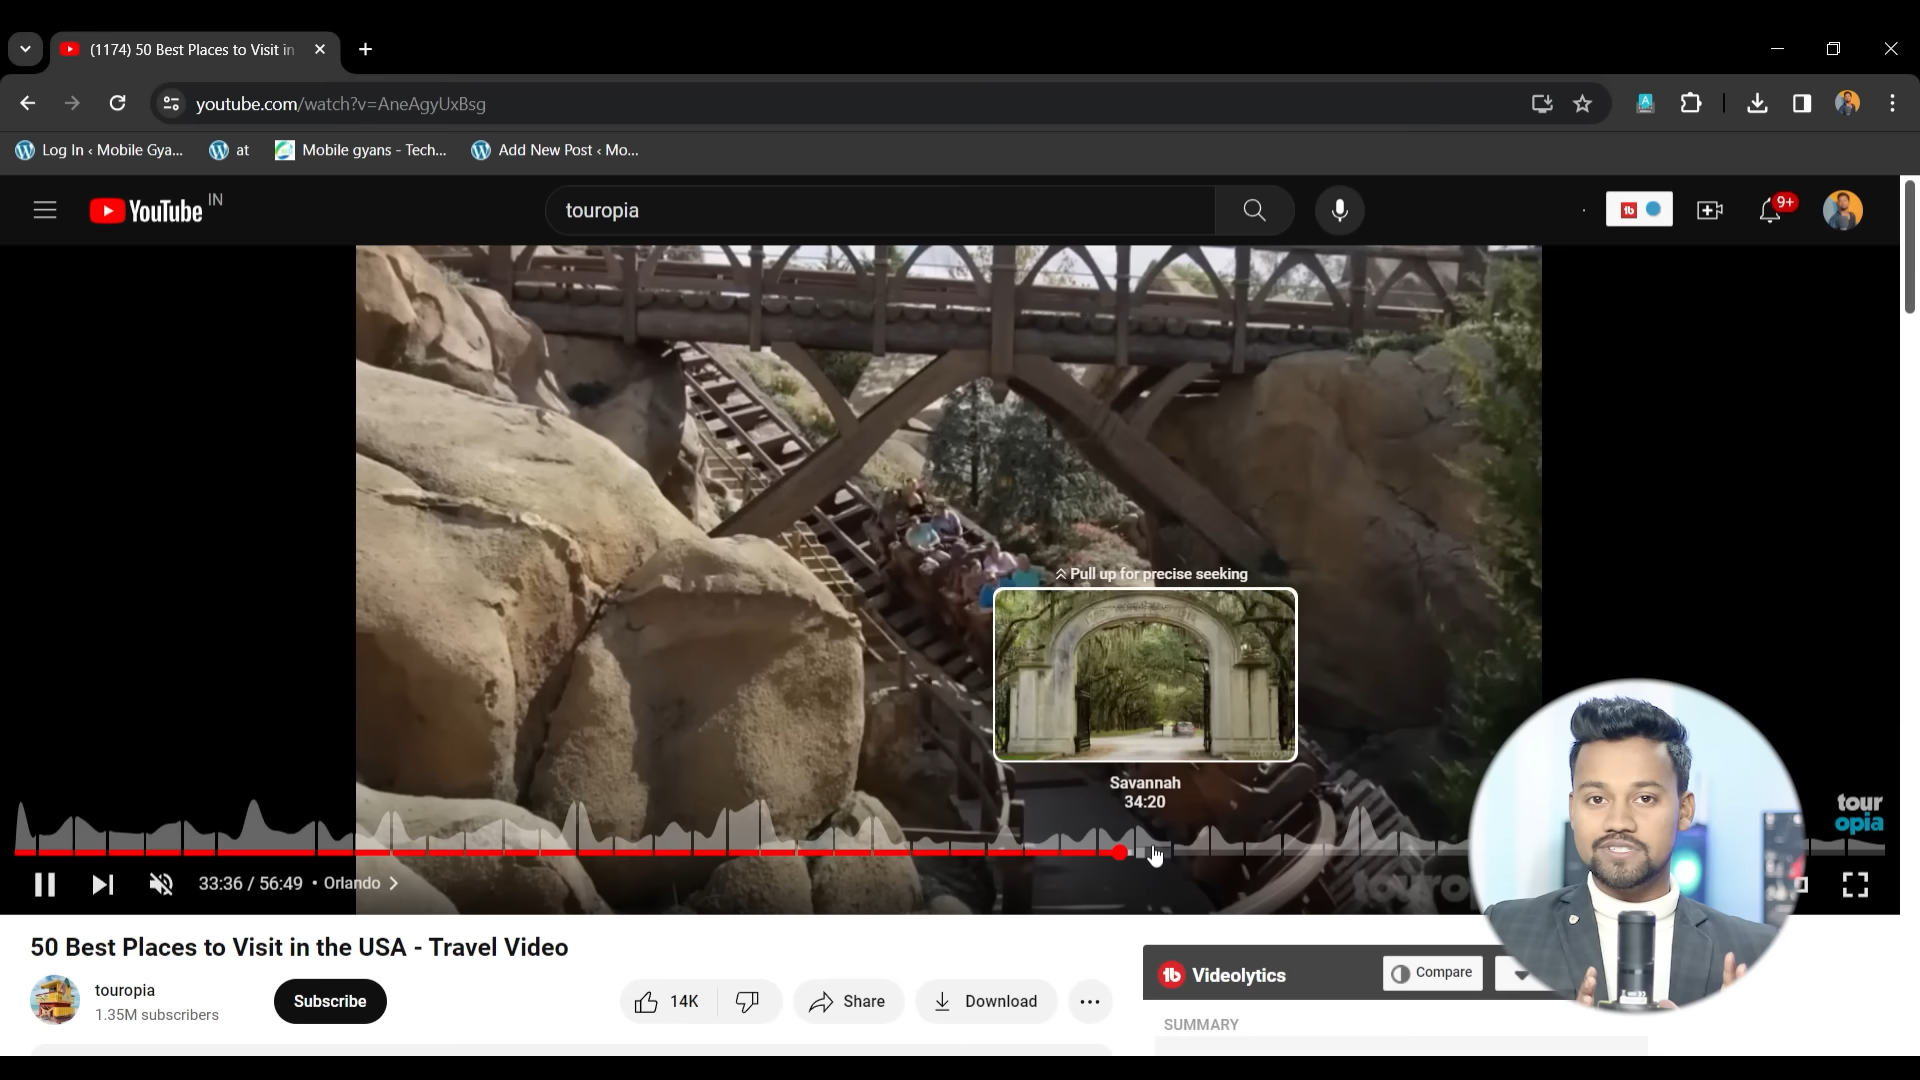 (1174) 50 Best Places to Visit in
youtube.com/watch?v=AneAgyUxBsg
Log In ‹ Mobile Gya...
at
Mobile gyans - Tech...
Add New Post ‹ Mo...
YouTube IN
touropia
9+
Pull up for precise seeking
Savannah
34:20
tour
opia
33:36 / 56:49 • Orlando
50 Best Places to Visit in the USA - Travel Video
touropia
1.35M subscribers
Subscribe
14K
Share
Download
Videolytics
Compare
SUMMARY